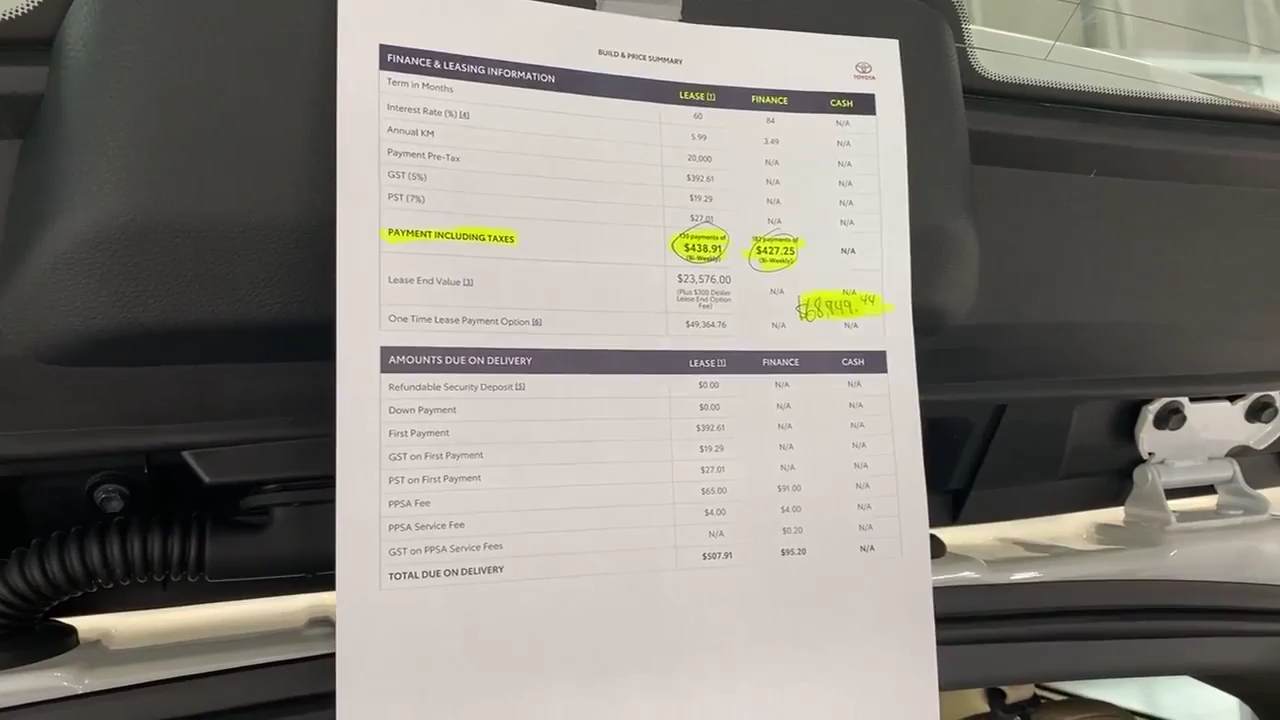 BUILD & PRICE SUMMARY
TOYOTA
FINANCE & LEASING INFORMATION LEASE [1] FINANCE CASH
Term in Months 60 84 N/A
Interest Rate (%) [4] 5.99 3.49 N/A
Annual KM 20,000 N/A N/A
Payment Pre-Tax $392.61 N/A N/A
GST (5%) $19.29 N/A N/A
PST (7%) $27.01 N/A N/A
PAYMENT INCLUDING TAXES 130 payments of $438.91 (Bi-Weekly) 182 payments of $427.25 (Bi-Weekly) N/A
Lease End Value [3] $23,576.00 N/A N/A
(Plus $300 Dealer
Lease End Option
Fee)
$68,949.44
One Time Lease Payment Option [6] $49,364.76 N/A N/A
AMOUNTS DUE ON DELIVERY LEASE [1] FINANCE CASH
Refundable Security Deposit [5] $0.00 N/A N/A
Down Payment $0.00 N/A N/A
First Payment $392.61 N/A N/A
GST on First Payment $19.29 N/A N/A
PST on First Payment $27.01 N/A N/A
PPSA Fee $65.00 $91.00 N/A
PPSA Service Fee $4.00 $4.00 N/A
GST on PPSA Service Fees N/A $0.20 N/A
TOTAL DUE ON DELIVERY $507.91 $95.20 N/A